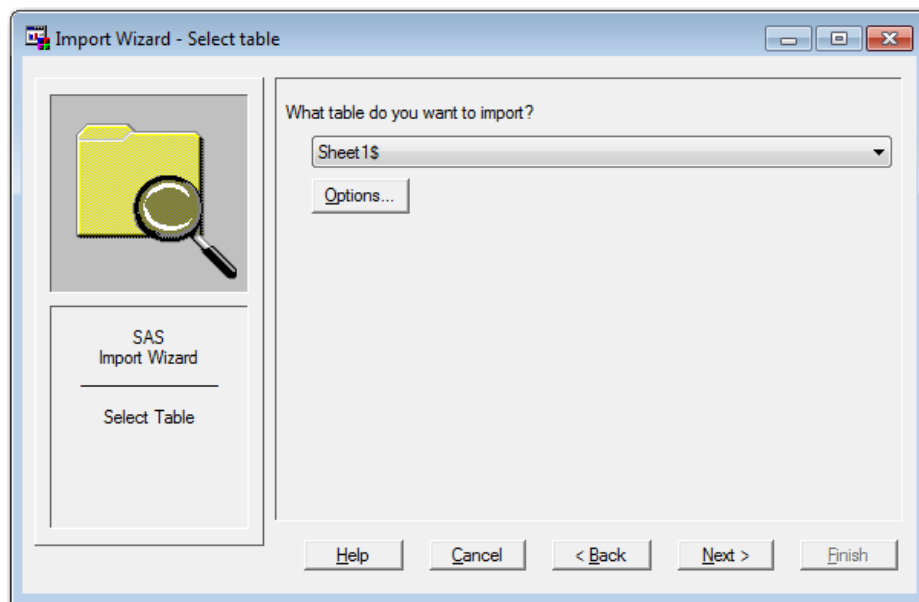 Import Wizard - Select table
What table do you want to import?
Sheet1$
Options...
SAS
Import Wizard
Select Table
Help
Cancel
< Back
Next >
Finish